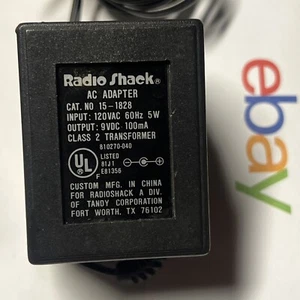 Radio Shack®
AC ADAPTER
CAT. NO 15-1828
INPUT: 120VAC 60Hz 5W
OUTPUT: 9VDC 100mA
CLASS 2 TRANSFORMER
810270-040
UL ®
LISTED
81J1
E81356
F
CUSTOM MFG. IN CHINA
FOR RADIOSHACK A DIV.
OF TANDY CORPORATION
FORT WORTH, TX 76102
ebay